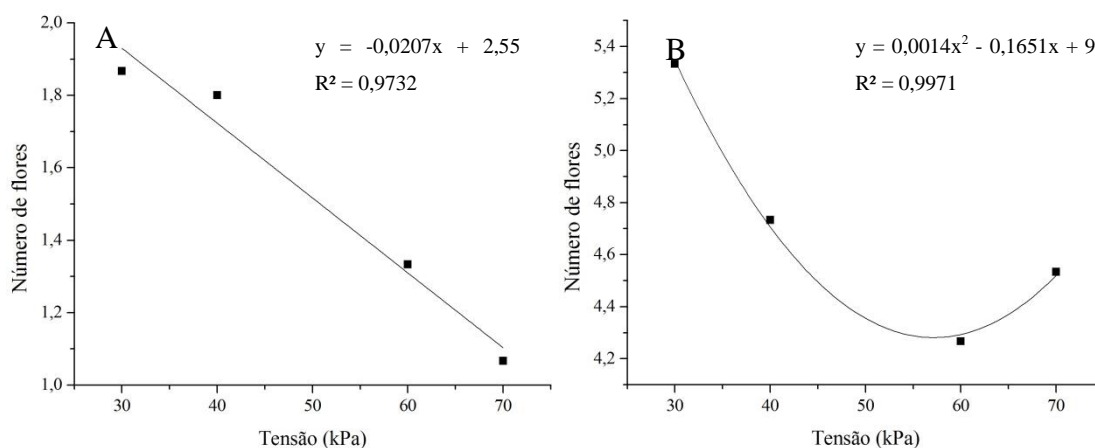 A
y = -0,0207x + 2,55
R² = 0,9732
2,0
1,8
1,6
1,4
1,2
1,0
Número de flores
30 40 50 60 70
Tensão (kPa)
B
y = 0,0014x² - 0,1651x + 9
R² = 0,9971
5,4
5,2
5,0
4,8
4,6
4,4
4,2
Número de flores
30 40 50 60 70
Tensão (kPa)